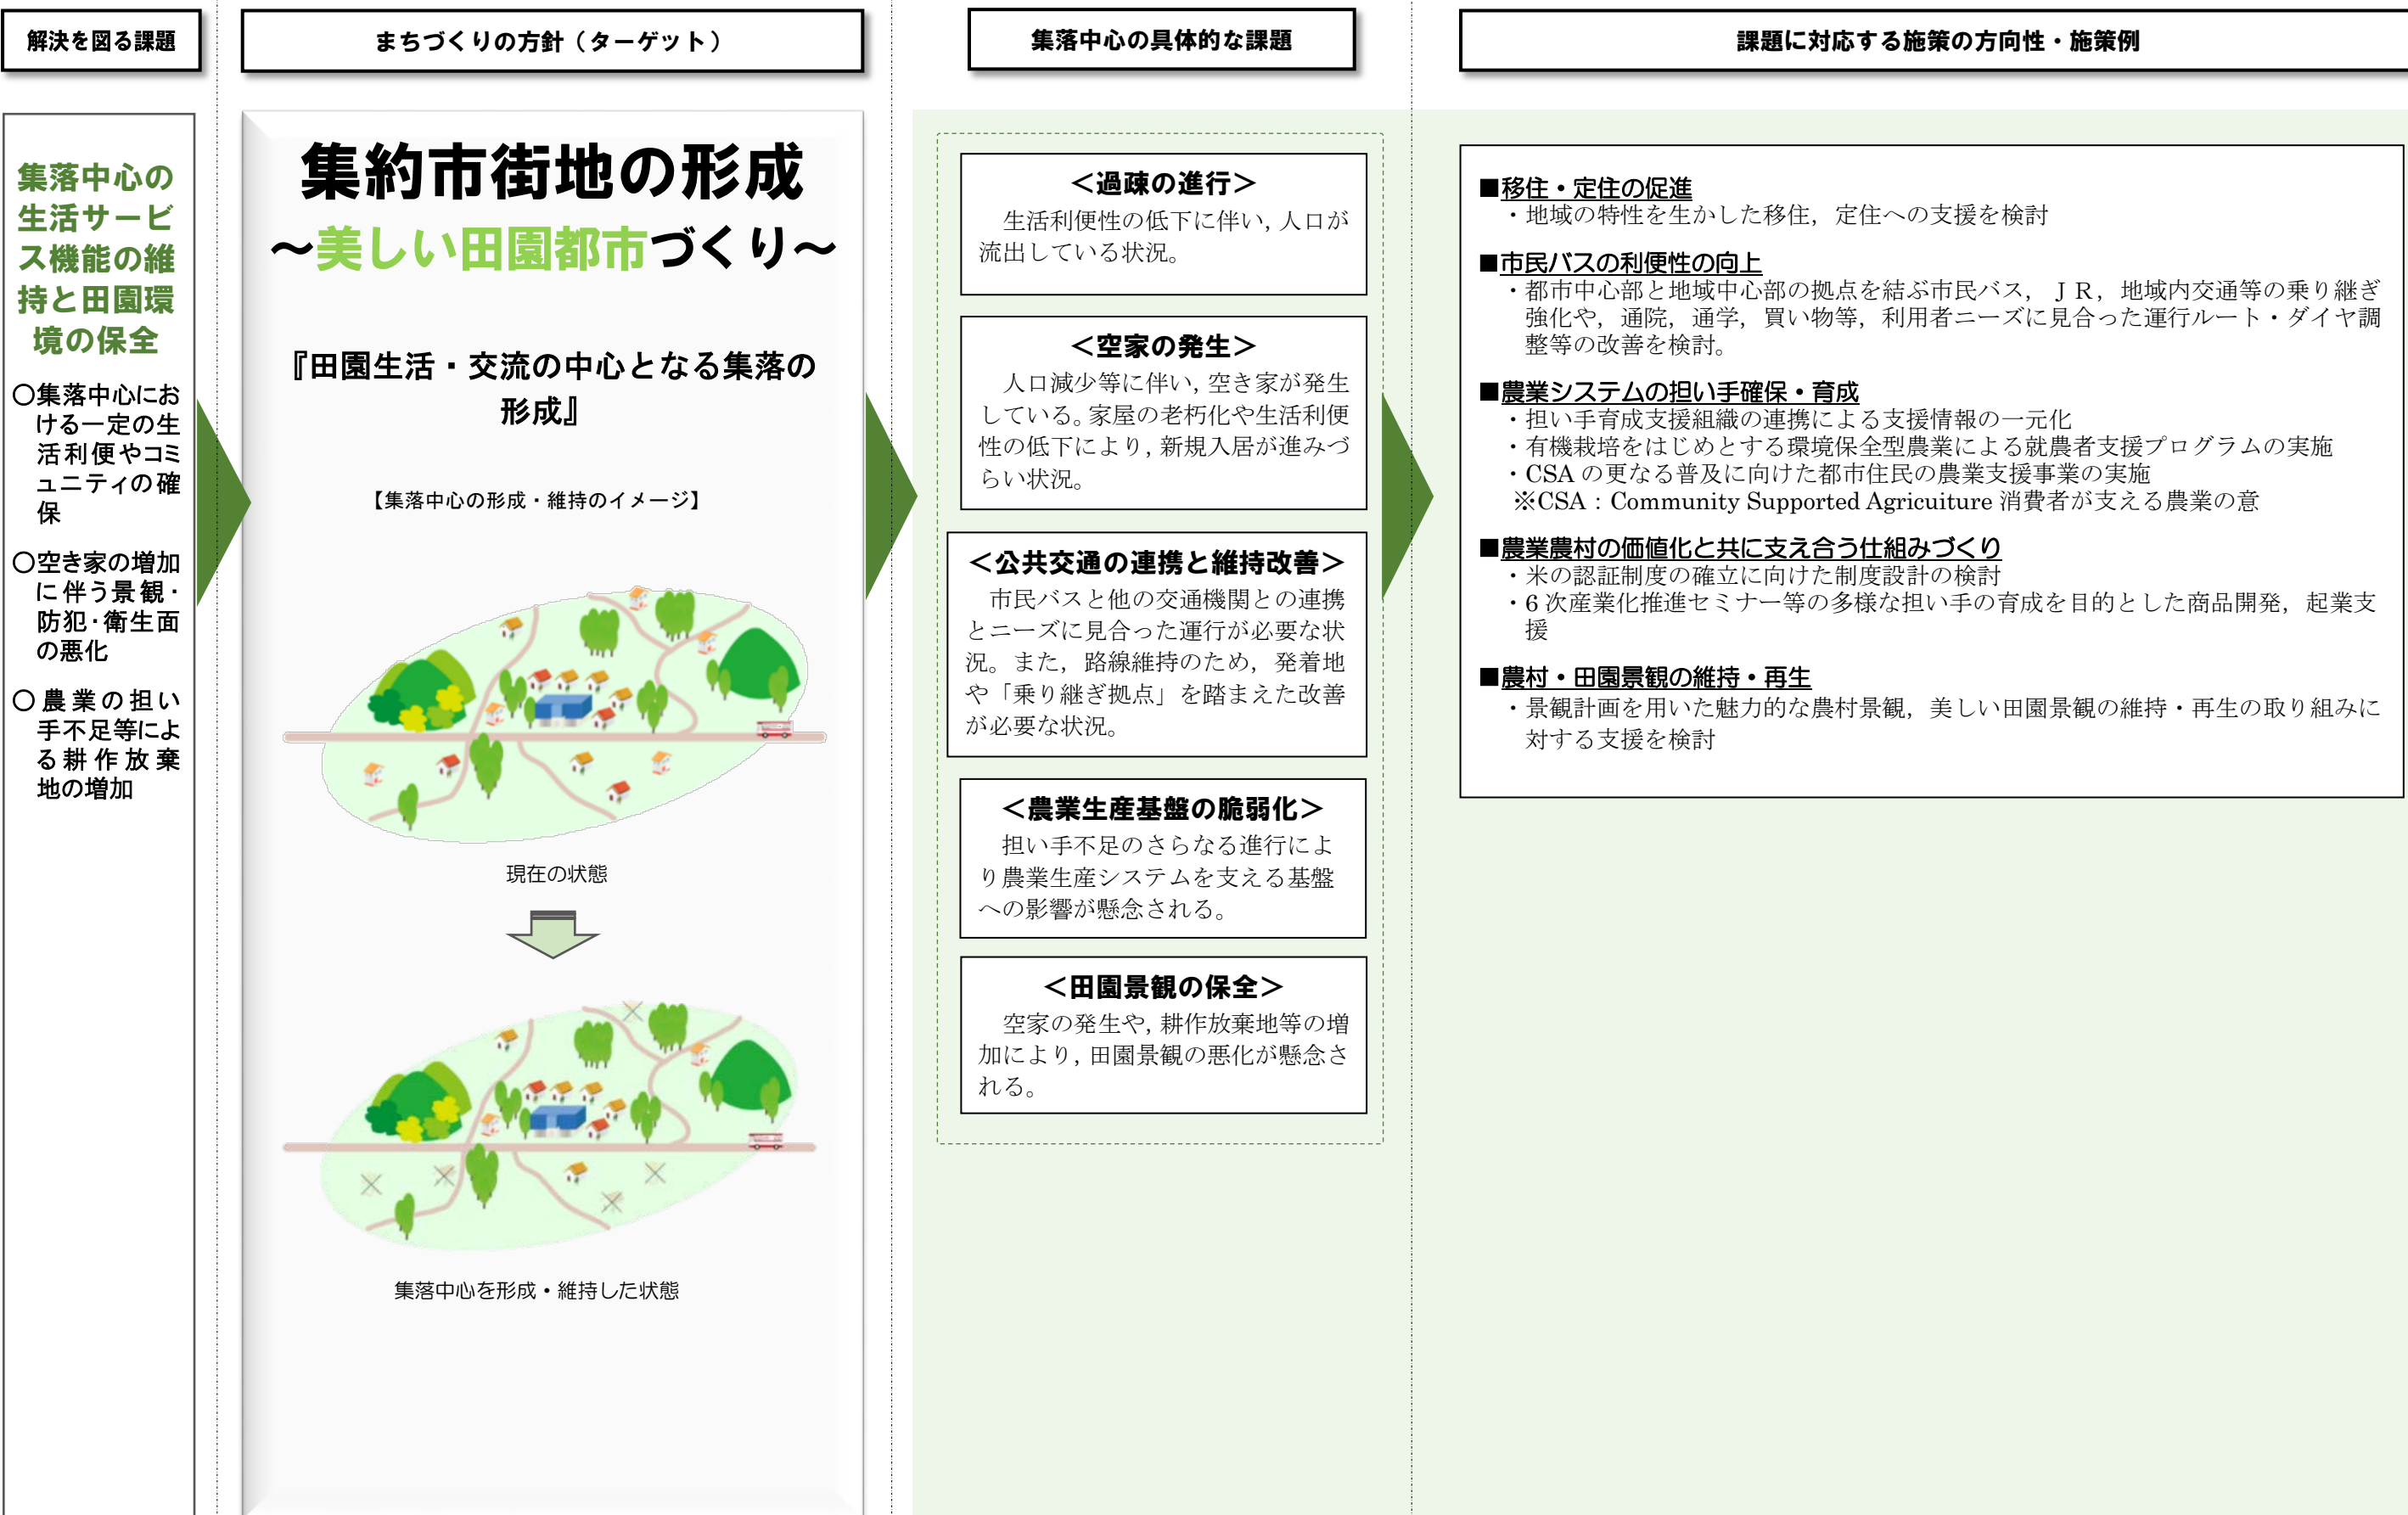 解決を図る課題
まちづくりの方針（ターゲット）
集落中心の具体的な課題
課題に対応する施策の方向性・施策例
集落中心の
生活サービ
ス機能の維
持と田園環
境の保全
〇集落中心にお
ける一定の生
活利便やコミ
ュニティの確
保
〇空き家の増加
に伴う景観・
防犯・衛生面
の悪化
〇農業の担い
手不足等によ
る耕作放棄
地の増加
集約市街地の形成
～美しい田園都市づくり～
『田園生活・交流の中心となる集落の
形成』
【集落中心の形成・維持のイメージ】
現在の状態
集落中心を形成・維持した状態
＜過疎の進行＞
生活利便性の低下に伴い，人口が
流出している状況。
＜空家の発生＞
人口減少等に伴い，空き家が発生
している。家屋の老朽化や生活利便
性の低下により，新規入居が進みづ
らい状況。
＜公共交通の連携と維持改善＞
市民バスと他の交通機関との連携
とニーズに見合った運行が必要な状
況。また，路線維持のため，発着地
や「乗り継ぎ拠点」を踏まえた改善
が必要な状況。
＜農業生産基盤の脆弱化＞
担い手不足のさらなる進行によ
り農業生産システムを支える基盤
への影響が懸念される。
＜田園景観の保全＞
空家の発生や，耕作放棄地等の増
加により，田園景観の悪化が懸念さ
れる。
■移住・定住の促進
・地域の特性を生かした移住，定住への支援を検討
■市民バスの利便性の向上
・都市中心部と地域中心部の拠点を結ぶ市民バス，ＪＲ，地域内交通等の乗り継ぎ
強化や，通院，通学，買い物等，利用者ニーズに見合った運行ルート・ダイヤ調
整等の改善を検討。
■農業システムの担い手確保・育成
・担い手育成支援組織の連携による支援情報の一元化
・有機栽培をはじめとする環境保全型農業による就農者支援プログラムの実施
・CSA の更なる普及に向けた都市住民の農業支援事業の実施
※CSA：Community Supported Agricuiture 消費者が支える農業の意
■農業農村の価値化と共に支え合う仕組みづくり
・米の認証制度の確立に向けた制度設計の検討
・6 次産業化推進セミナー等の多様な担い手の育成を目的とした商品開発，起業支
援
■農村・田園景観の維持・再生
・景観計画を用いた魅力的な農村景観，美しい田園景観の維持・再生の取り組みに
対する支援を検討